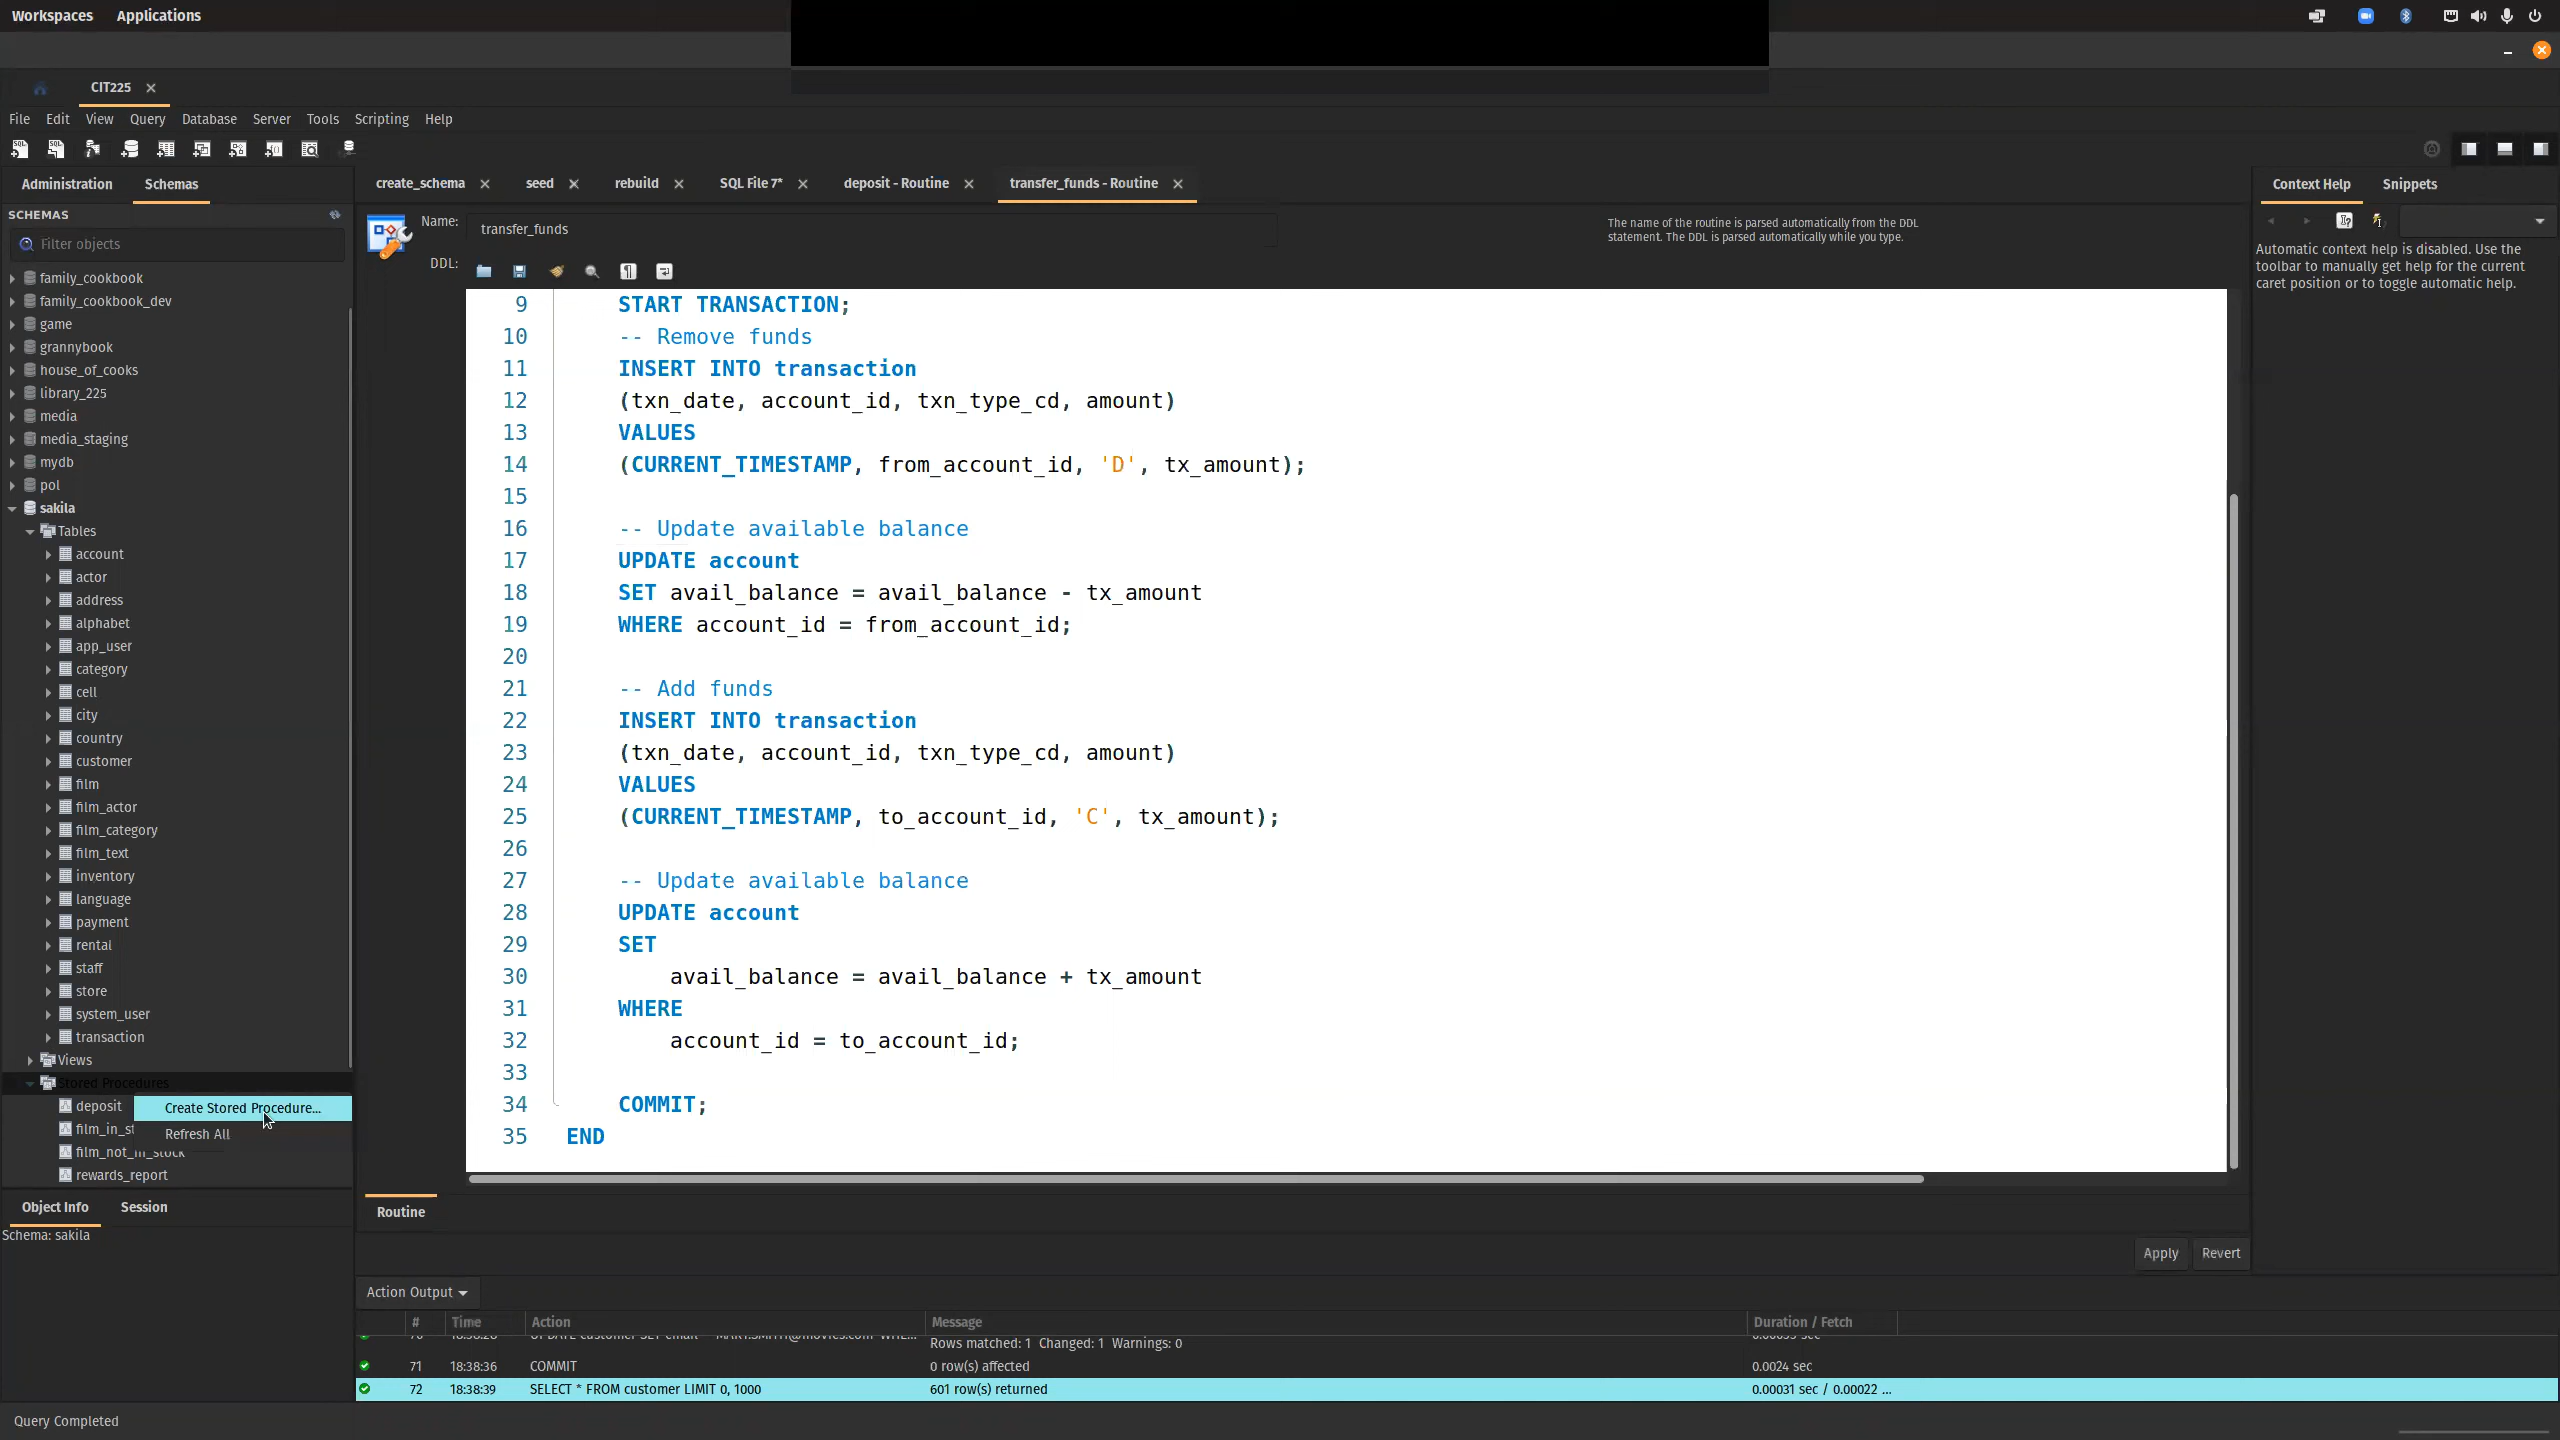 Workspaces Applications
CIT225
File Edit View Query Database Server Tools Scripting Help
Administration Schemas
SCHEMAS
Filter objects
family_cookbook
family_cookbook_dev
game
grannybook
house_of_cooks
library_225
media
media_staging
mydb
pol
sakila
Tables
account
actor
address
alphabet
app_user
category
cell
city
country
customer
film
film_actor
film_category
film_text
inventory
language
payment
rental
staff
store
system_user
transaction
Views
Stored Procedures
deposit
film_in_st
film_not_in_stock
rewards_report
Create Stored Procedure...
Refresh All
Object Info Session
Schema: sakila
create_schema seed rebuild SQL File 7* deposit - Routine transfer_funds - Routine
Name: transfer_funds
The name of the routine is parsed automatically from the DDL
statement. The DDL is parsed automatically while you type.
DDL:
9 START TRANSACTION;
10 -- Remove funds
11 INSERT INTO transaction
12 (txn_date, account_id, txn_type_cd, amount)
13 VALUES
14 (CURRENT_TIMESTAMP, from_account_id, 'D', tx_amount);
15
16 -- Update available balance
17 UPDATE account
18 SET avail_balance = avail_balance - tx_amount
19 WHERE account_id = from_account_id;
20
21 -- Add funds
22 INSERT INTO transaction
23 (txn_date, account_id, txn_type_cd, amount)
24 VALUES
25 (CURRENT_TIMESTAMP, to_account_id, 'C', tx_amount);
26
27 -- Update available balance
28 UPDATE account
29 SET
30 avail_balance = avail_balance + tx_amount
31 WHERE
32 account_id = to_account_id;
33
34 COMMIT;
35 END
Routine
Apply Revert
Context Help Snippets
Automatic context help is disabled. Use the
toolbar to manually get help for the current
caret position or to toggle automatic help.
Action Output
# Time Action Message Duration / Fetch
Rows matched: 1 Changed: 1 Warnings: 0
71 18:38:36 COMMIT 0 row(s) affected 0.0024 sec
72 18:38:39 SELECT * FROM customer LIMIT 0, 1000 601 row(s) returned 0.00031 sec / 0.00022 ...
Query Completed